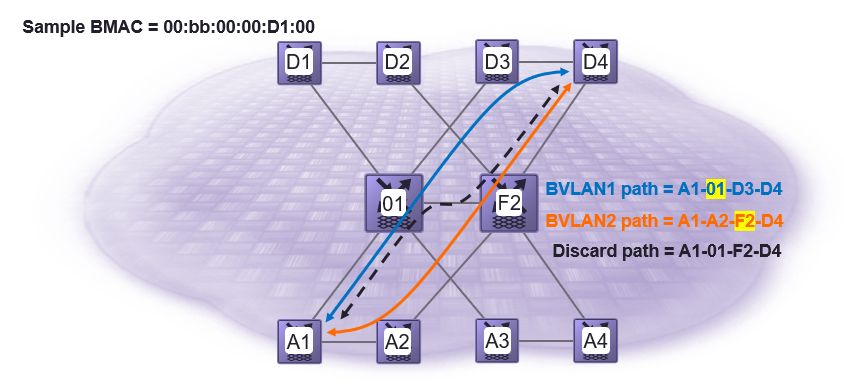 Sample BMAC = 00:bb:00:00:D1:00
D1
D2
D3
D4
01
F2
BVLAN1 path = A1-01-D3-D4
BVLAN2 path = A1-A2-F2-D4
Discard path = A1-01-F2-D4
A1
A2
A3
A4